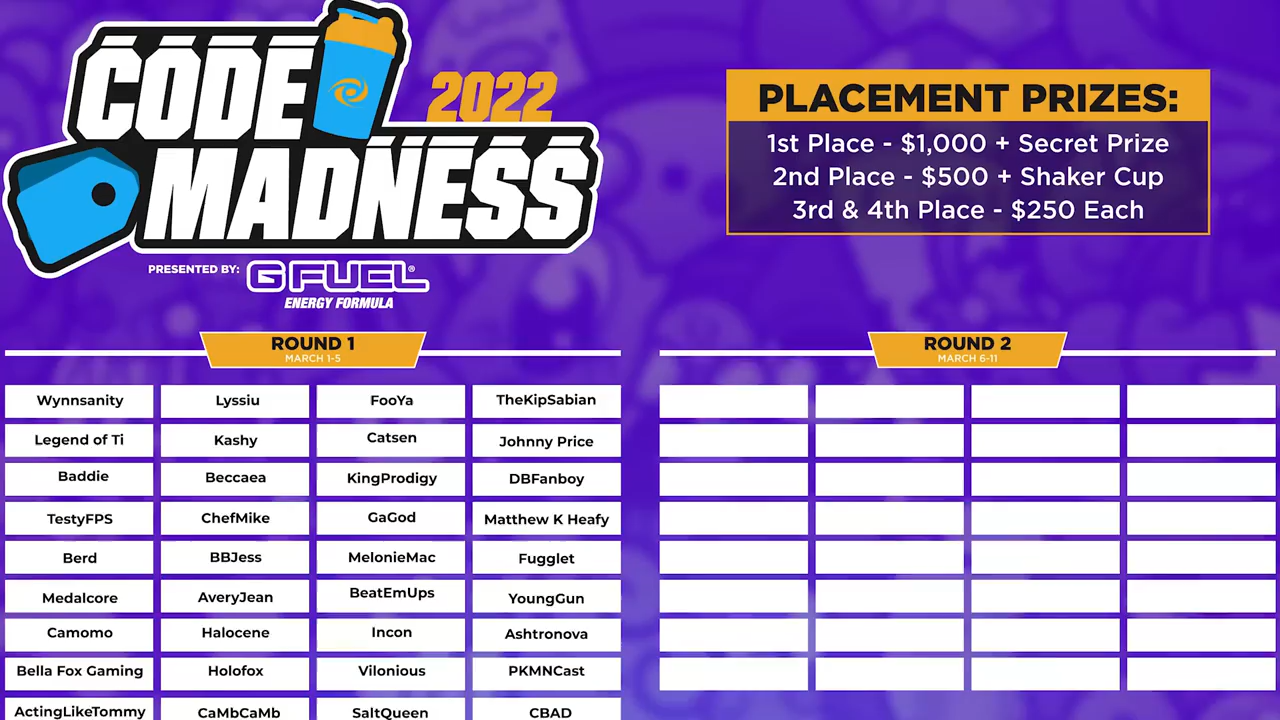 CODE
2022
MADNESS
PRESENTED BY: G FUEL®
ENERGY FORMULA
PLACEMENT PRIZES:
1st Place - $1,000 + Secret Prize
2nd Place - $500 + Shaker Cup
3rd & 4th Place - $250 Each
ROUND 1
MARCH 1-5
Wynnsanity Lyssiu FooYa TheKipSabian
Legend of Ti Kashy Catsen Johnny Price
Baddie Beccaea KingProdigy DBFanboy
TestyFPS ChefMike GaGod Matthew K Heafy
Berd BBJess MelonieMac Fugglet
Medalcore AveryJean BeatEmUps YoungGun
Camomo Halocene Incon Ashtronova
Bella Fox Gaming Holofox Vilonious PKMNCast
ActingLikeTommy CaMbCaMb SaltQueen CBAD
ROUND 2
MARCH 6-11